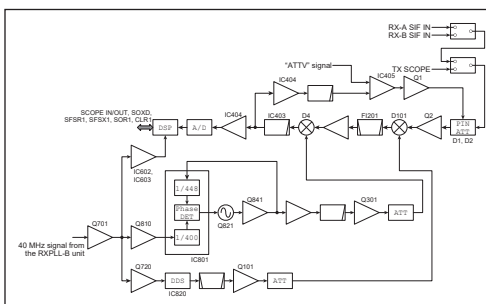 RX-A SIF IN
RX-B SIF IN
TX SCOPE
"ATTV" signal
IC404
IC405
Q1
SCOPE IN/OUT, SOXD,
SFSR1, SFSX1, SDR1, CLR1
DSP
A/D
IC404
IC403
D4
FI201
D101
Q2
PIN
ATT
D1, D2
IC602,
IC603
1/448
Phase
DET
1/400
IC801
Q821
Q841
Q301
ATT
Q701
Q810
40 MHz signal from
the RXPLL-B unit
Q720
DDS
IC820
Q101
ATT